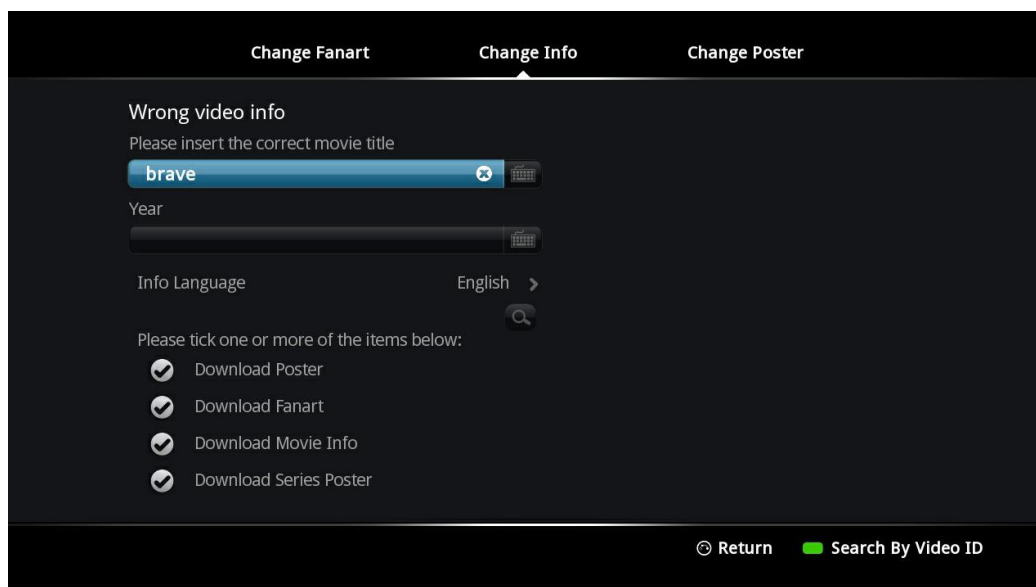 Change Fanart Change Info Change Poster
Wrong video info
Please insert the correct movie title
brave
Year
Info Language English
Please tick one or more of the items below:
Download Poster
Download Fanart
Download Movie Info
Download Series Poster
Return Search By Video ID